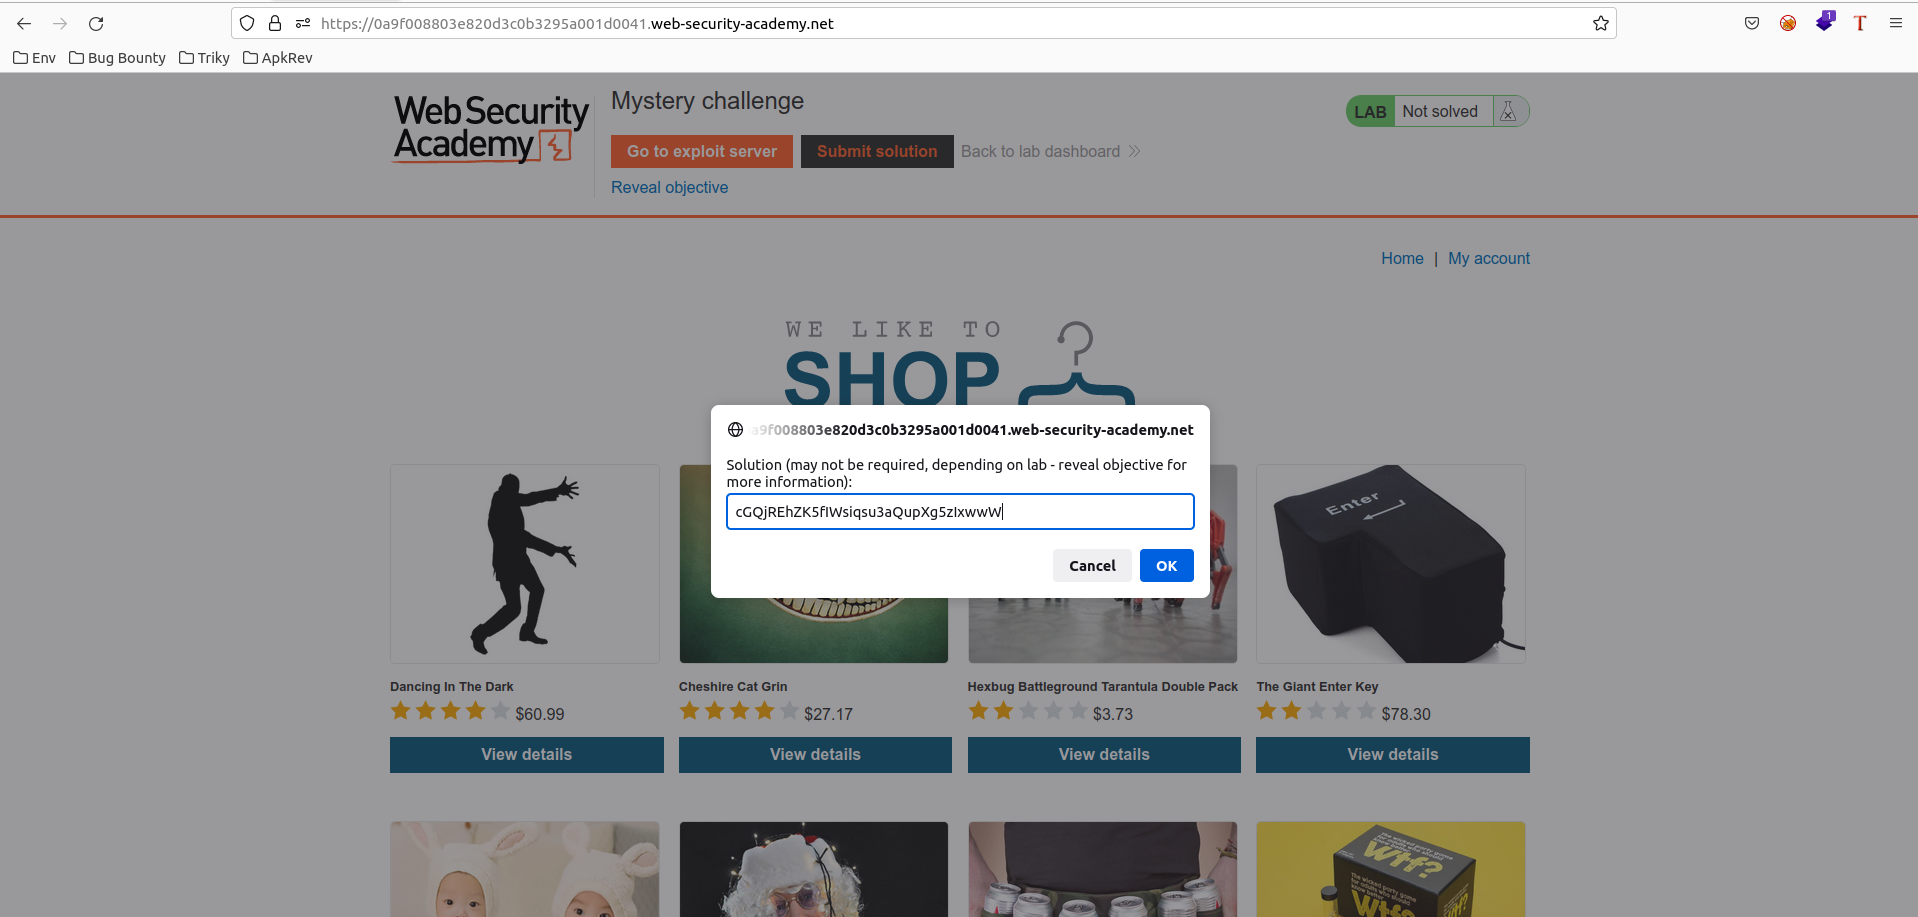 https://0a9f008803e820d3c0b3295a001d0041.web-security-academy.net
1
T
Env Bug Bounty Triky ApkRev
WebSecurity
Academy
Mystery challenge
LAB Not solved
Go to exploit server Submit solution Back to lab dashboard
Reveal objective
Home | My account
WE LIKE TO
SHOP
a9f008803e820d3c0b3295a001d0041.web-security-academy.net
Solution (may not be required, depending on lab - reveal objective for
more information):
cGQjREhZK5fIWsiqsu3aQupXg5zIxwwW
Cancel OK
Enter
Dancing In The Dark Cheshire Cat Grin Hexbug Battleground Tarantula Double Pack The Giant Enter Key
$60.99 $27.17 $3.73 $78.30
View details View details View details View details
Wtf?
Wtf?